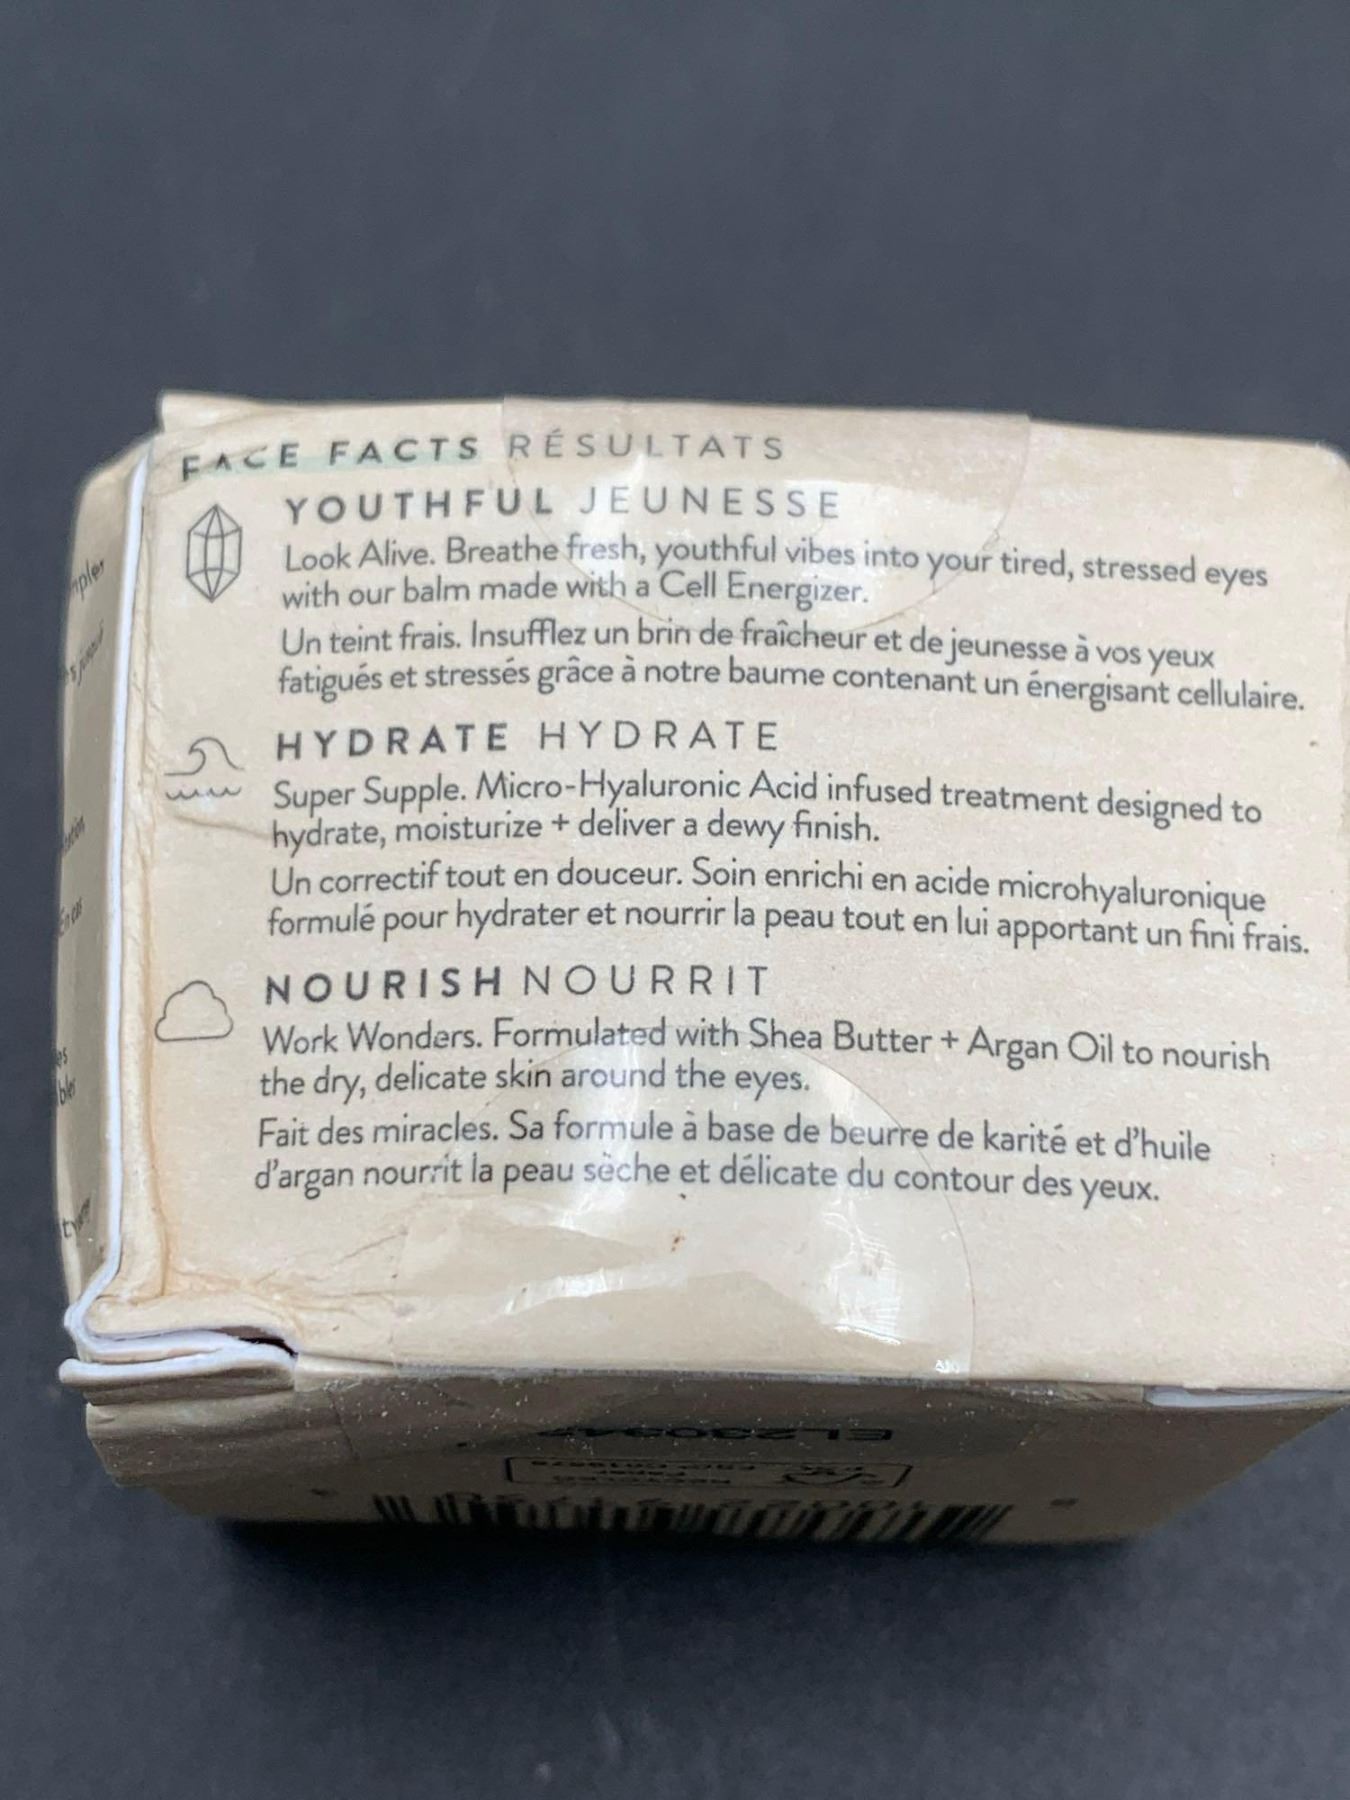 FACE FACTS RÉSULTATS
YOUTHFUL JEUNESSE
Look Alive. Breathe fresh, youthful vibes into your tired, stressed eyes
with our balm made with a Cell Energizer.
Un teint frais. Insufflez un brin de fraîcheur et de jeunesse à vos yeux
fatigués et stressés grâce à notre baume contenant un énergisant cellulaire.
HYDRATE HYDRATE
Super Supple. Micro-Hyaluronic Acid infused treatment designed to
hydrate, moisturize + deliver a dewy finish.
Un correctif tout en douceur. Soin enrichi en acide microhyaluronique
formulé pour hydrater et nourrir la peau tout en lui apportant un fini frais.
NOURISH NOURRIT
Work Wonders. Formulated with Shea Butter + Argan Oil to nourish
the dry, delicate skin around the eyes.
Fait des miracles. Sa formule à base de beurre de karité et d'huile
d'argan nourrit la peau sèche et délicate du contour des yeux.